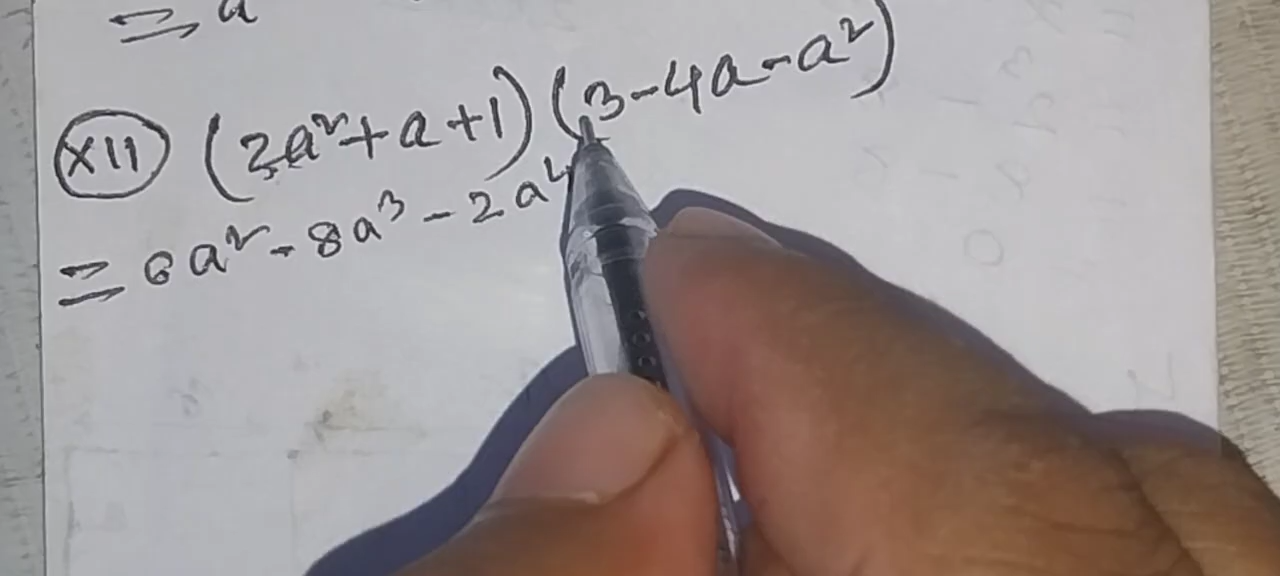 = a
XII (2a²+a+1)(3-4a-a²)
= 6a²-8a³-2a⁴